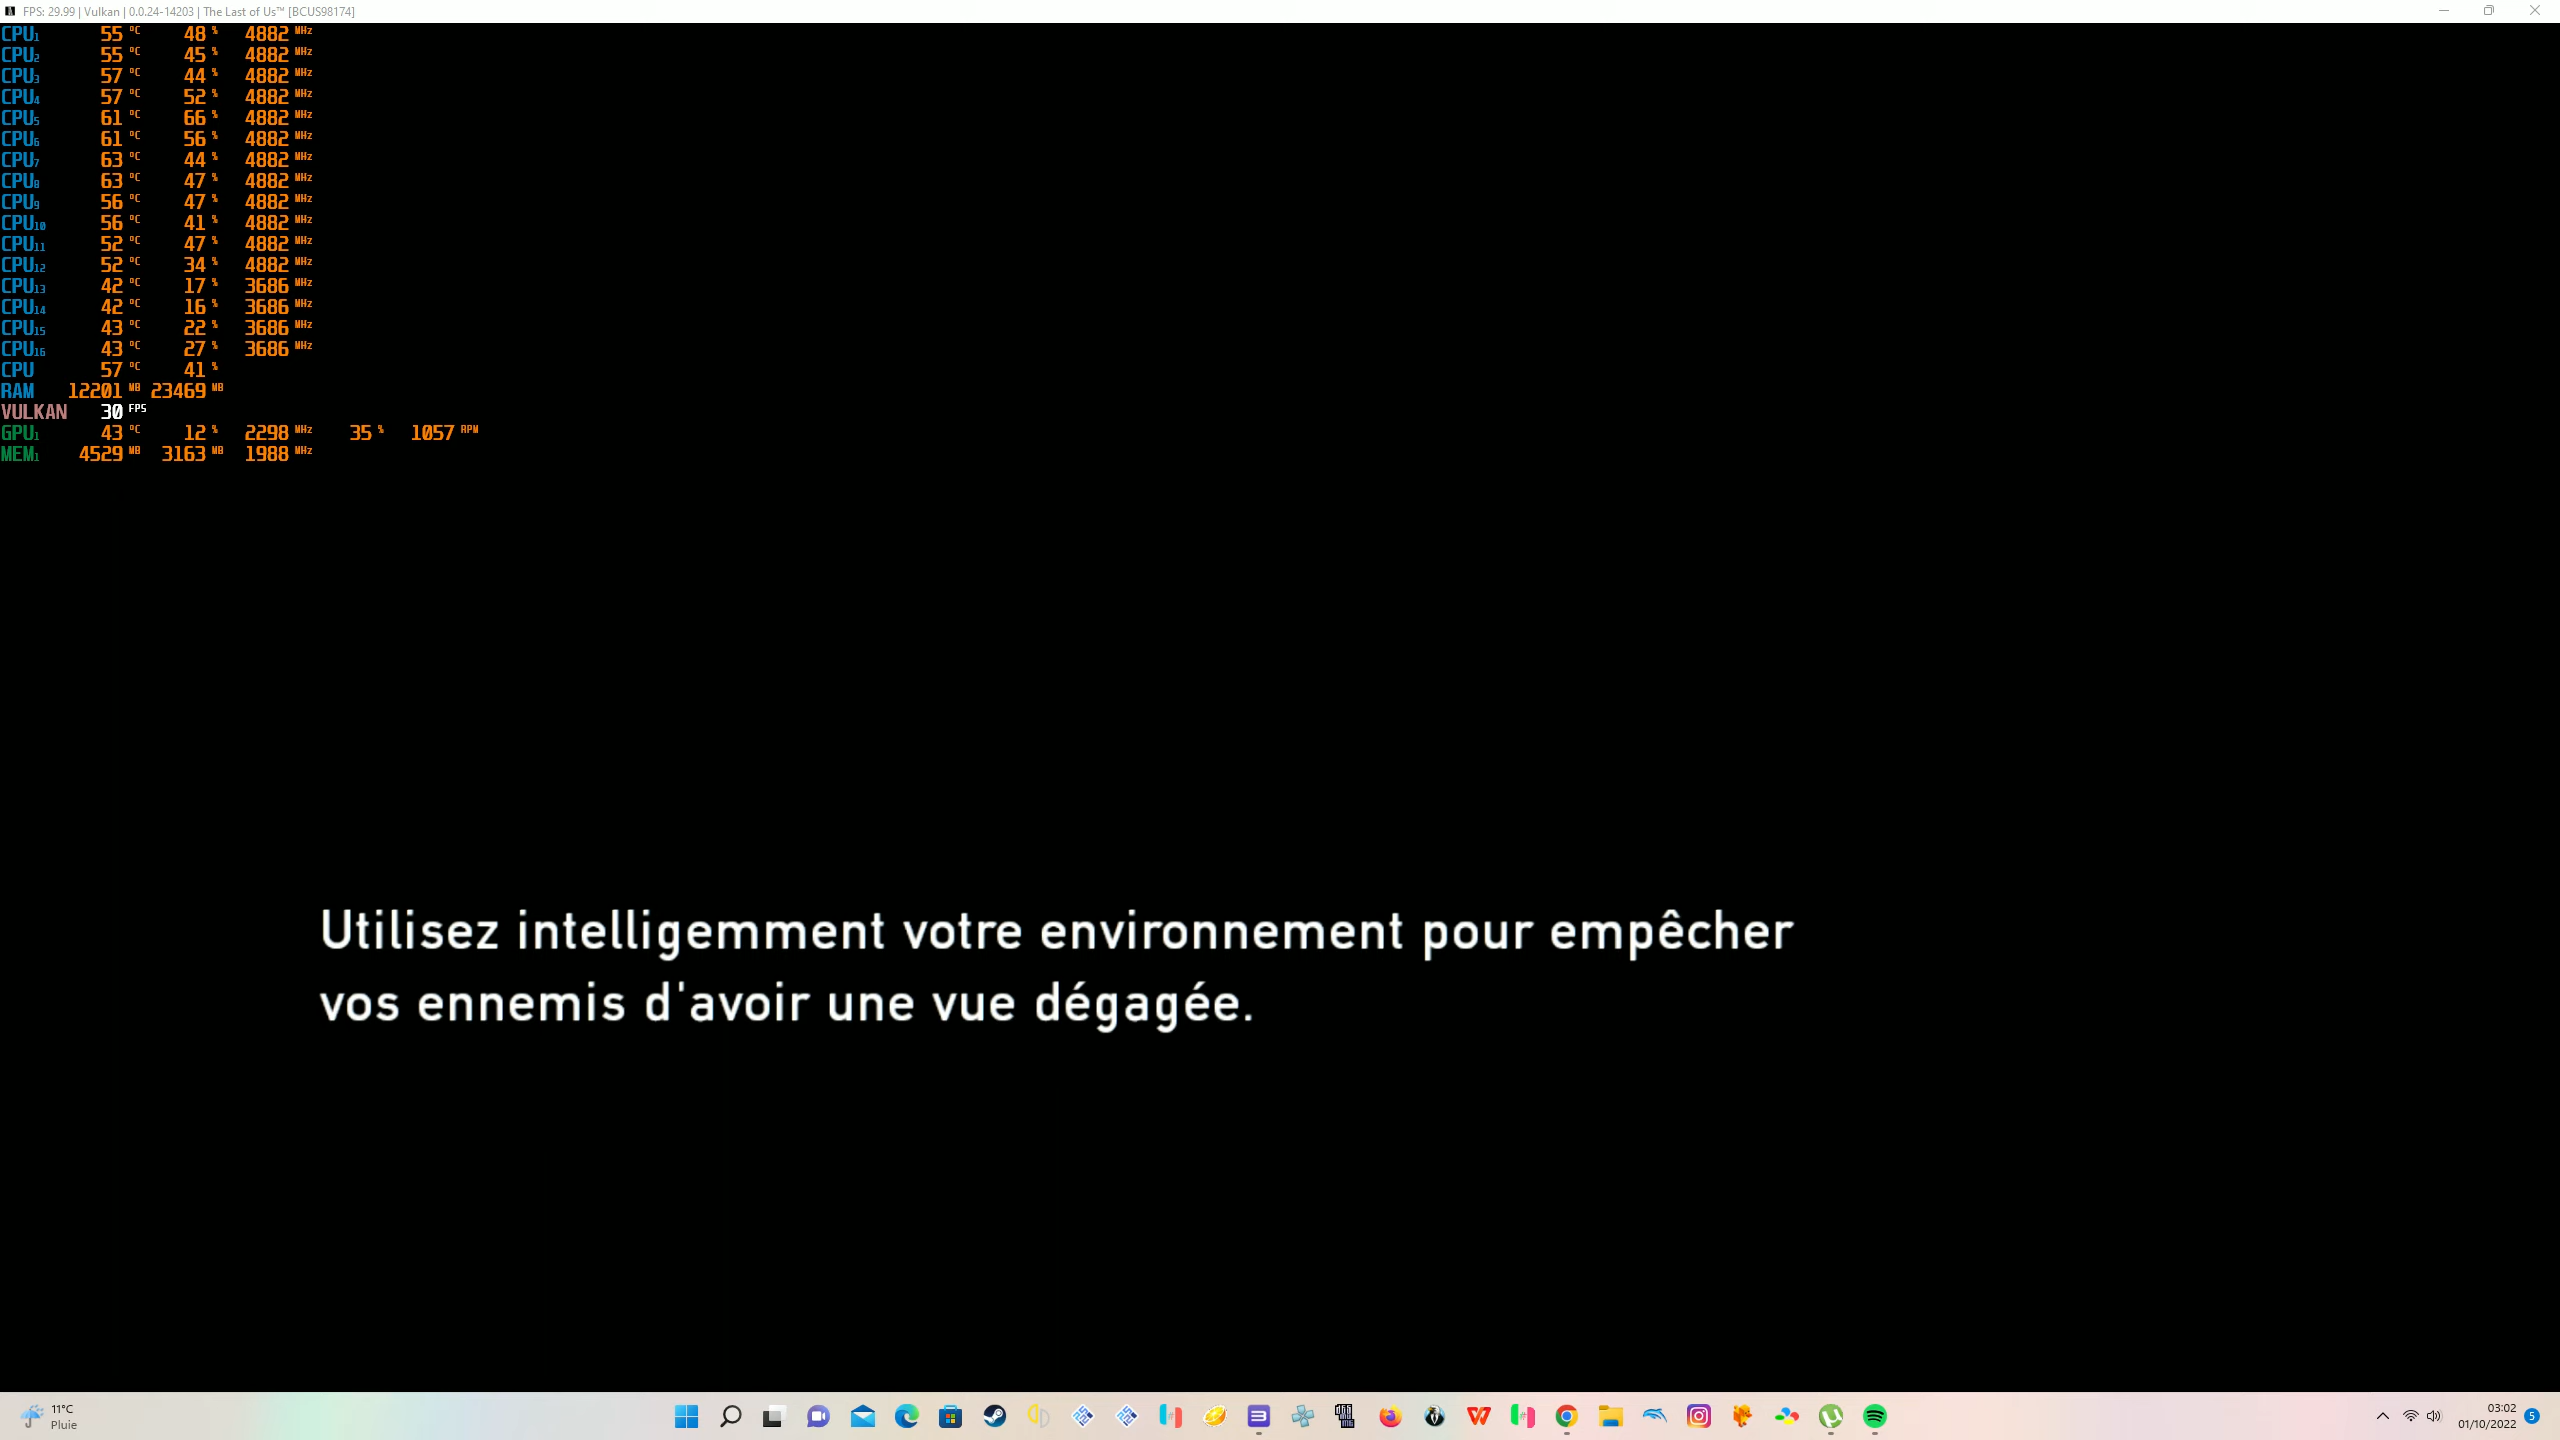 FPS: 29.99 | Vulkan | 0.0.24-14203 | The Last of Us™ [BCUS98174]
CPU1 55 °C 48 % 4882 MHz
CPU2 55 °C 45 % 4882 MHz
CPU3 57 °C 44 % 4882 MHz
CPU4 57 °C 52 % 4882 MHz
CPU5 61 °C 66 % 4882 MHz
CPU6 61 °C 56 % 4882 MHz
CPU7 63 °C 44 % 4882 MHz
CPU8 63 °C 47 % 4882 MHz
CPU9 56 °C 47 % 4882 MHz
CPU10 56 °C 41 % 4882 MHz
CPU11 52 °C 47 % 4882 MHz
CPU12 52 °C 34 % 4882 MHz
CPU13 42 °C 17 % 3686 MHz
CPU14 42 °C 16 % 3686 MHz
CPU15 43 °C 22 % 3686 MHz
CPU16 43 °C 27 % 3686 MHz
CPU 57 °C 41 %
RAM 12201 MB 23469 MB
VULKAN 30 FPS
GPU1 43 °C 12 % 2298 MHz 35 % 1057 RPM
MEM1 4529 MB 3163 MB 1988 MHz
Utilisez intelligemment votre environnement pour empêcher
vos ennemis d'avoir une vue dégagée.
11°C
Pluie
03:02
01/10/2022
5